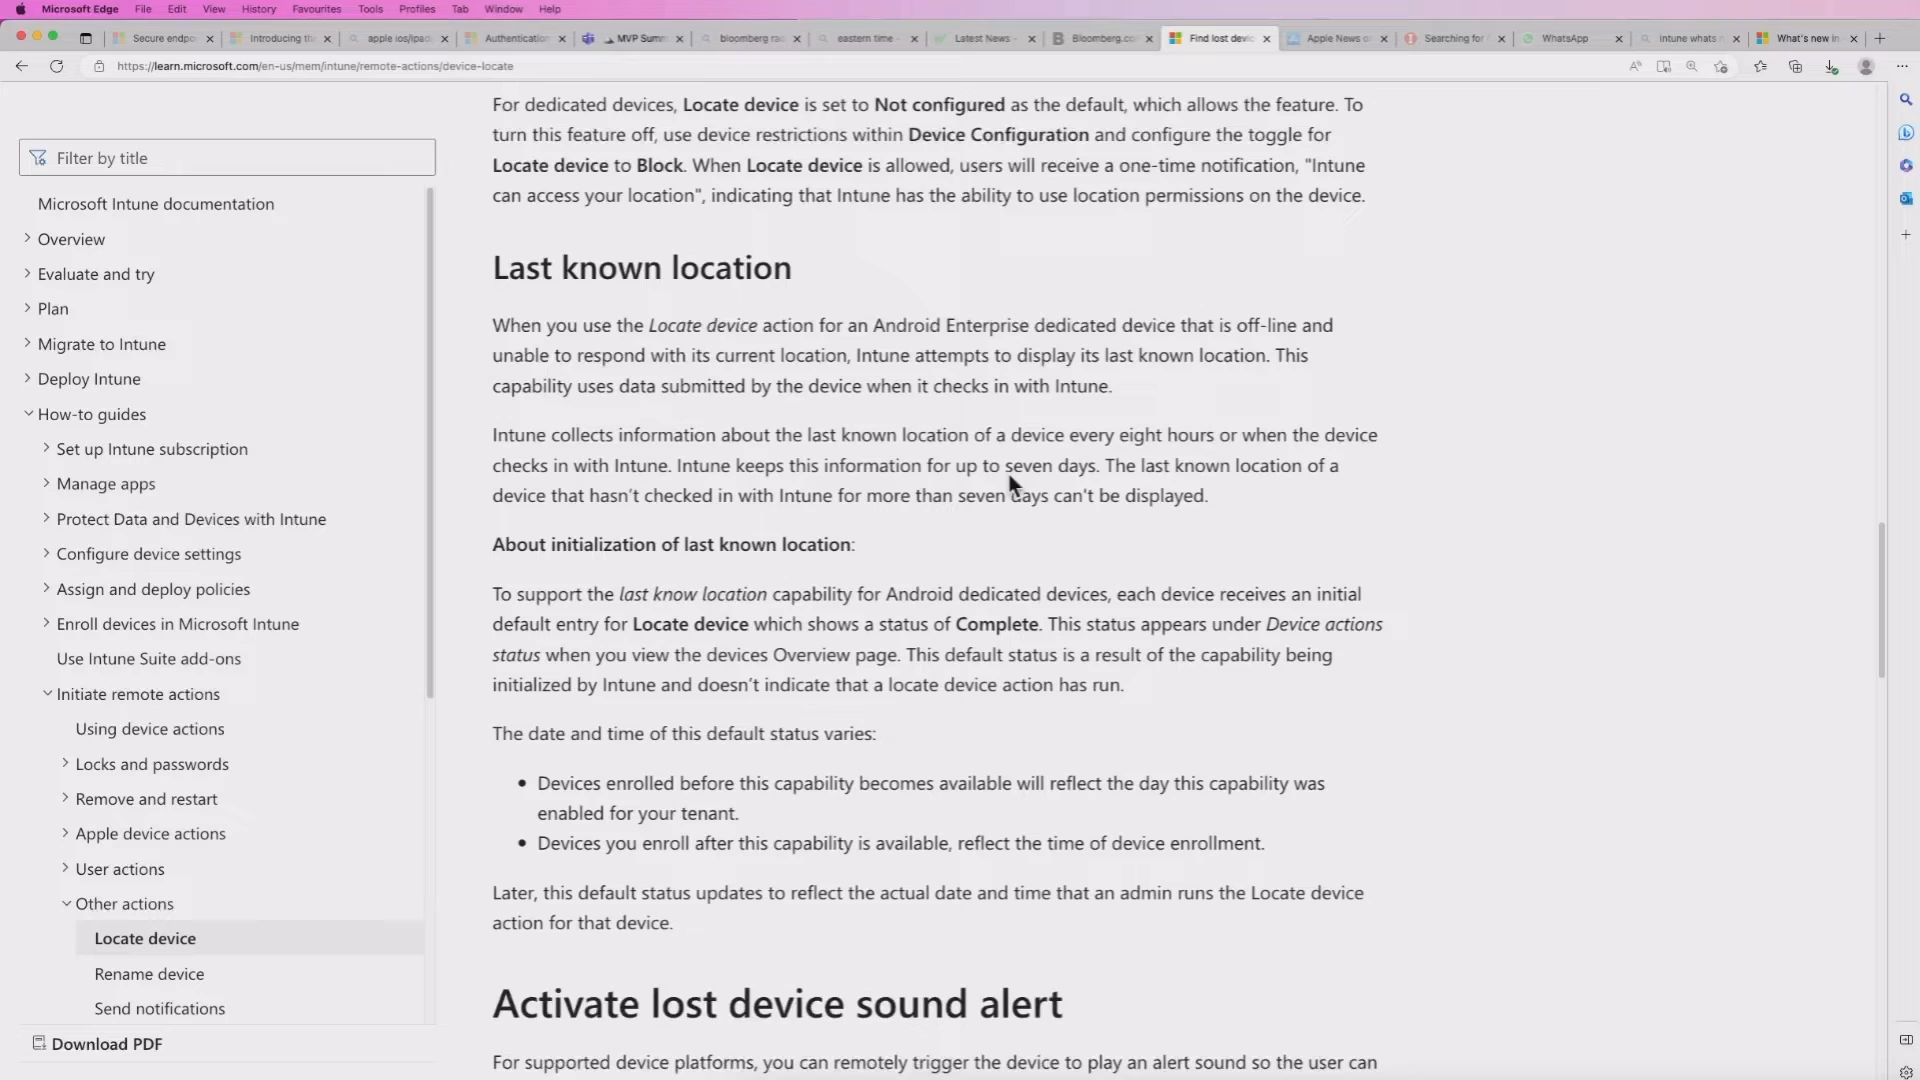 Microsoft Edge File Edit View History Favourites Tools Profiles Tab Window Help
Secure endpo
Introducing the
apple ios/ipad
Authentication
MVP Sum
bloomberg rad
eastern time -
Latest News -
Bloomberg.co
Find lost devic
Apple News o
Searching for
WhatsApp
intune whats n
What's new in
https://learn.microsoft.com/en-us/mem/intune/remote-actions/device-locate
Filter by title
Microsoft Intune documentation
Overview
Evaluate and try
Plan
Migrate to Intune
Deploy Intune
How-to guides
Set up Intune subscription
Manage apps
Protect Data and Devices with Intune
Configure device settings
Assign and deploy policies
Enroll devices in Microsoft Intune
Use Intune Suite add-ons
Initiate remote actions
Using device actions
Locks and passwords
Remove and restart
Apple device actions
User actions
Other actions
Locate device
Rename device
Send notifications
Download PDF
For dedicated devices, Locate device is set to Not configured as the default, which allows the feature. To
turn this feature off, use device restrictions within Device Configuration and configure the toggle for
Locate device to Block. When Locate device is allowed, users will receive a one-time notification, "Intune
can access your location", indicating that Intune has the ability to use location permissions on the device.
Last known location
When you use the Locate device action for an Android Enterprise dedicated device that is off-line and
unable to respond with its current location, Intune attempts to display its last known location. This
capability uses data submitted by the device when it checks in with Intune.
Intune collects information about the last known location of a device every eight hours or when the device
checks in with Intune. Intune keeps this information for up to seven days. The last known location of a
device that hasn't checked in with Intune for more than seven days can't be displayed.
About initialization of last known location:
To support the last know location capability for Android dedicated devices, each device receives an initial
default entry for Locate device which shows a status of Complete. This status appears under Device actions
status when you view the devices Overview page. This default status is a result of the capability being
initialized by Intune and doesn't indicate that a locate device action has run.
The date and time of this default status varies:
• Devices enrolled before this capability becomes available will reflect the day this capability was
enabled for your tenant.
• Devices you enroll after this capability is available, reflect the time of device enrollment.
Later, this default status updates to reflect the actual date and time that an admin runs the Locate device
action for that device.
Activate lost device sound alert
For supported device platforms, you can remotely trigger the device to play an alert sound so the user can